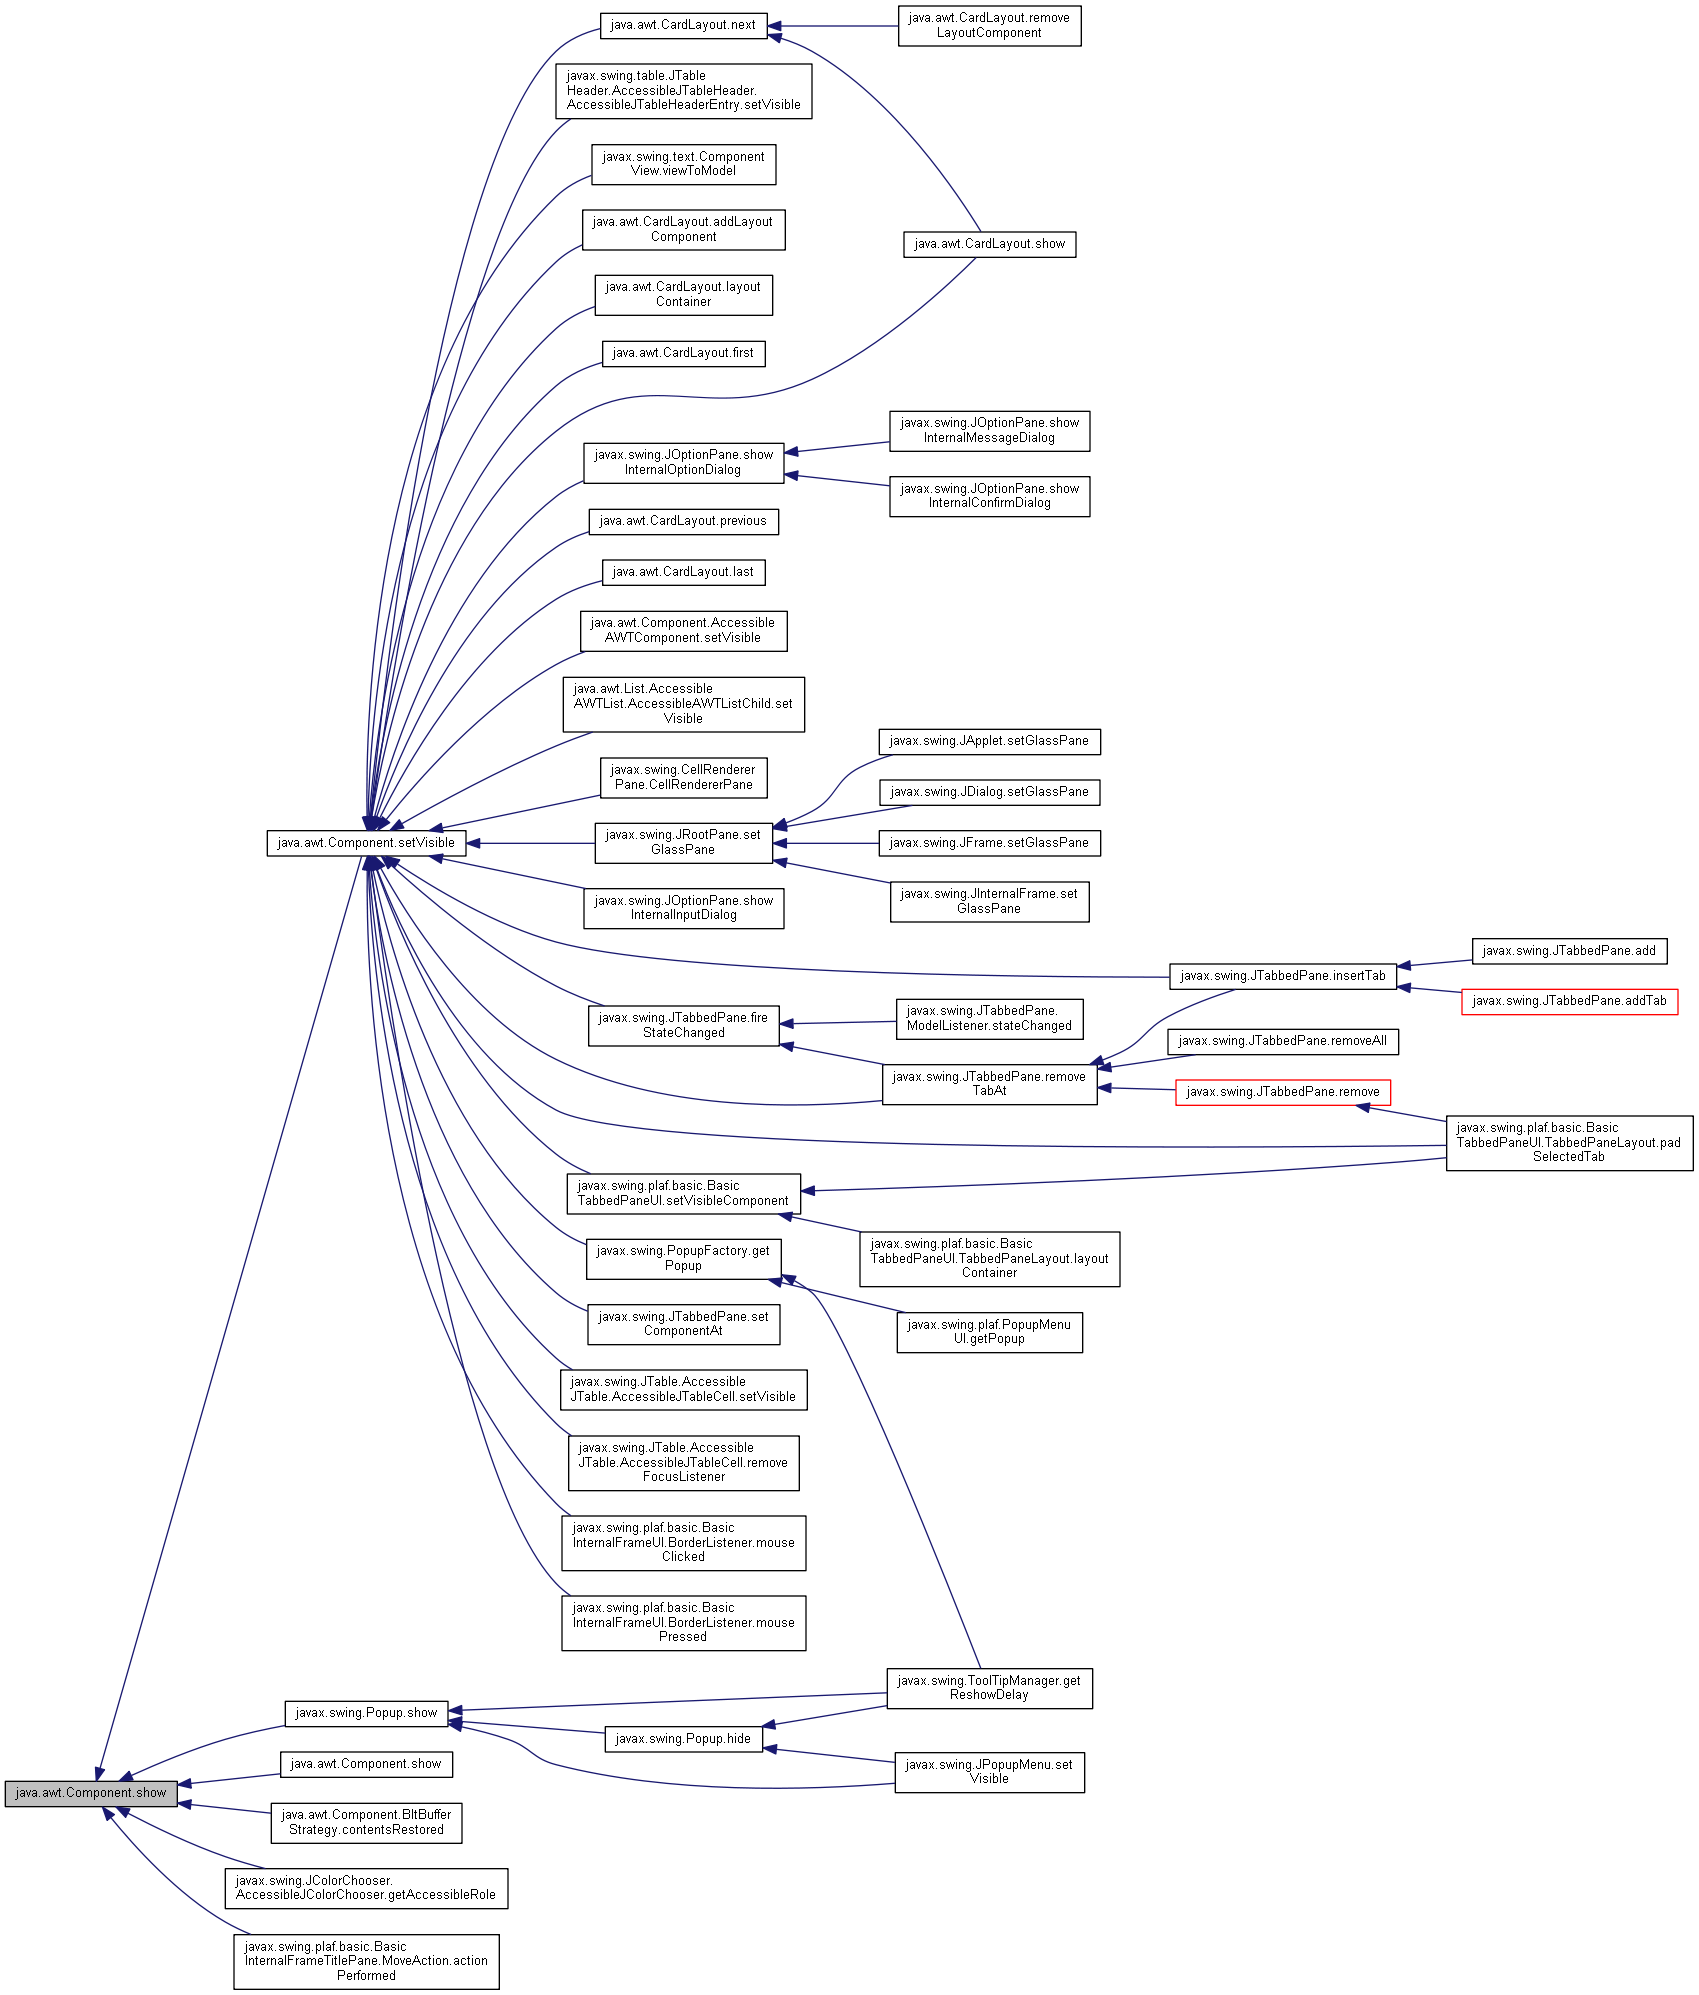 java.awt.CardLayout.next
java.awt.CardLayout.remove
LayoutComponent
javax.swing.table.JTable
Header.AccessibleJTableHeader.
AccessibleJTableHeaderEntry.setVisible
javax.swing.text.Component
View.viewToModel
java.awt.CardLayout.addLayout
Component
java.awt.CardLayout.show
java.awt.CardLayout.layout
Container
java.awt.CardLayout.first
javax.swing.JOptionPane.show
InternalMessageDialog
javax.swing.JOptionPane.show
InternalOptionDialog
javax.swing.JOptionPane.show
InternalConfirmDialog
java.awt.CardLayout.previous
java.awt.CardLayout.last
java.awt.Component.Accessible
AWTComponent.setVisible
java.awt.List.Accessible
AWTList.AccessibleAWTListChild.set
Visible
javax.swing.JApplet.setGlassPane
javax.swing.CellRenderer
Pane.CellRendererPane
javax.swing.JDialog.setGlassPane
java.awt.Component.setVisible
javax.swing.JRootPane.set
GlassPane
javax.swing.JFrame.setGlassPane
javax.swing.JOptionPane.show
InternalInputDialog
javax.swing.JInternalFrame.set
GlassPane
javax.swing.JTabbedPane.add
javax.swing.JTabbedPane.insertTab
javax.swing.JTabbedPane.addTab
javax.swing.JTabbedPane.fire
StateChanged
javax.swing.JTabbedPane.
ModelListener.stateChanged
javax.swing.JTabbedPane.removeAll
javax.swing.JTabbedPane.remove
TabAt
javax.swing.JTabbedPane.remove
javax.swing.plaf.basic.Basic
TabbedPaneUI.TabbedPaneLayout.pad
SelectedTab
javax.swing.plaf.basic.Basic
TabbedPaneUI.setVisibleComponent
javax.swing.plaf.basic.Basic
TabbedPaneUI.TabbedPaneLayout.layout
Container
javax.swing.PopupFactory.get
Popup
javax.swing.JTabbedPane.set
ComponentAt
javax.swing.plaf.PopupMenu
UI.getPopup
javax.swing.JTable.Accessible
JTable.AccessibleJTableCell.setVisible
javax.swing.JTable.Accessible
JTable.AccessibleJTableCell.remove
FocusListener
javax.swing.plaf.basic.Basic
InternalFrameUI.BorderListener.mouse
Clicked
javax.swing.plaf.basic.Basic
InternalFrameUI.BorderListener.mouse
Pressed
javax.swing.ToolTipManager.get
ReshowDelay
javax.swing.Popup.show
javax.swing.Popup.hide
java.awt.Component.show
javax.swing.JPopupMenu.set
Visible
java.awt.Component.show
java.awt.Component.BltBuffer
Strategy.contentsRestored
javax.swing.JColorChooser.
AccessibleJColorChooser.getAccessibleRole
javax.swing.plaf.basic.Basic
InternalFrameTitlePane.MoveAction.action
Performed